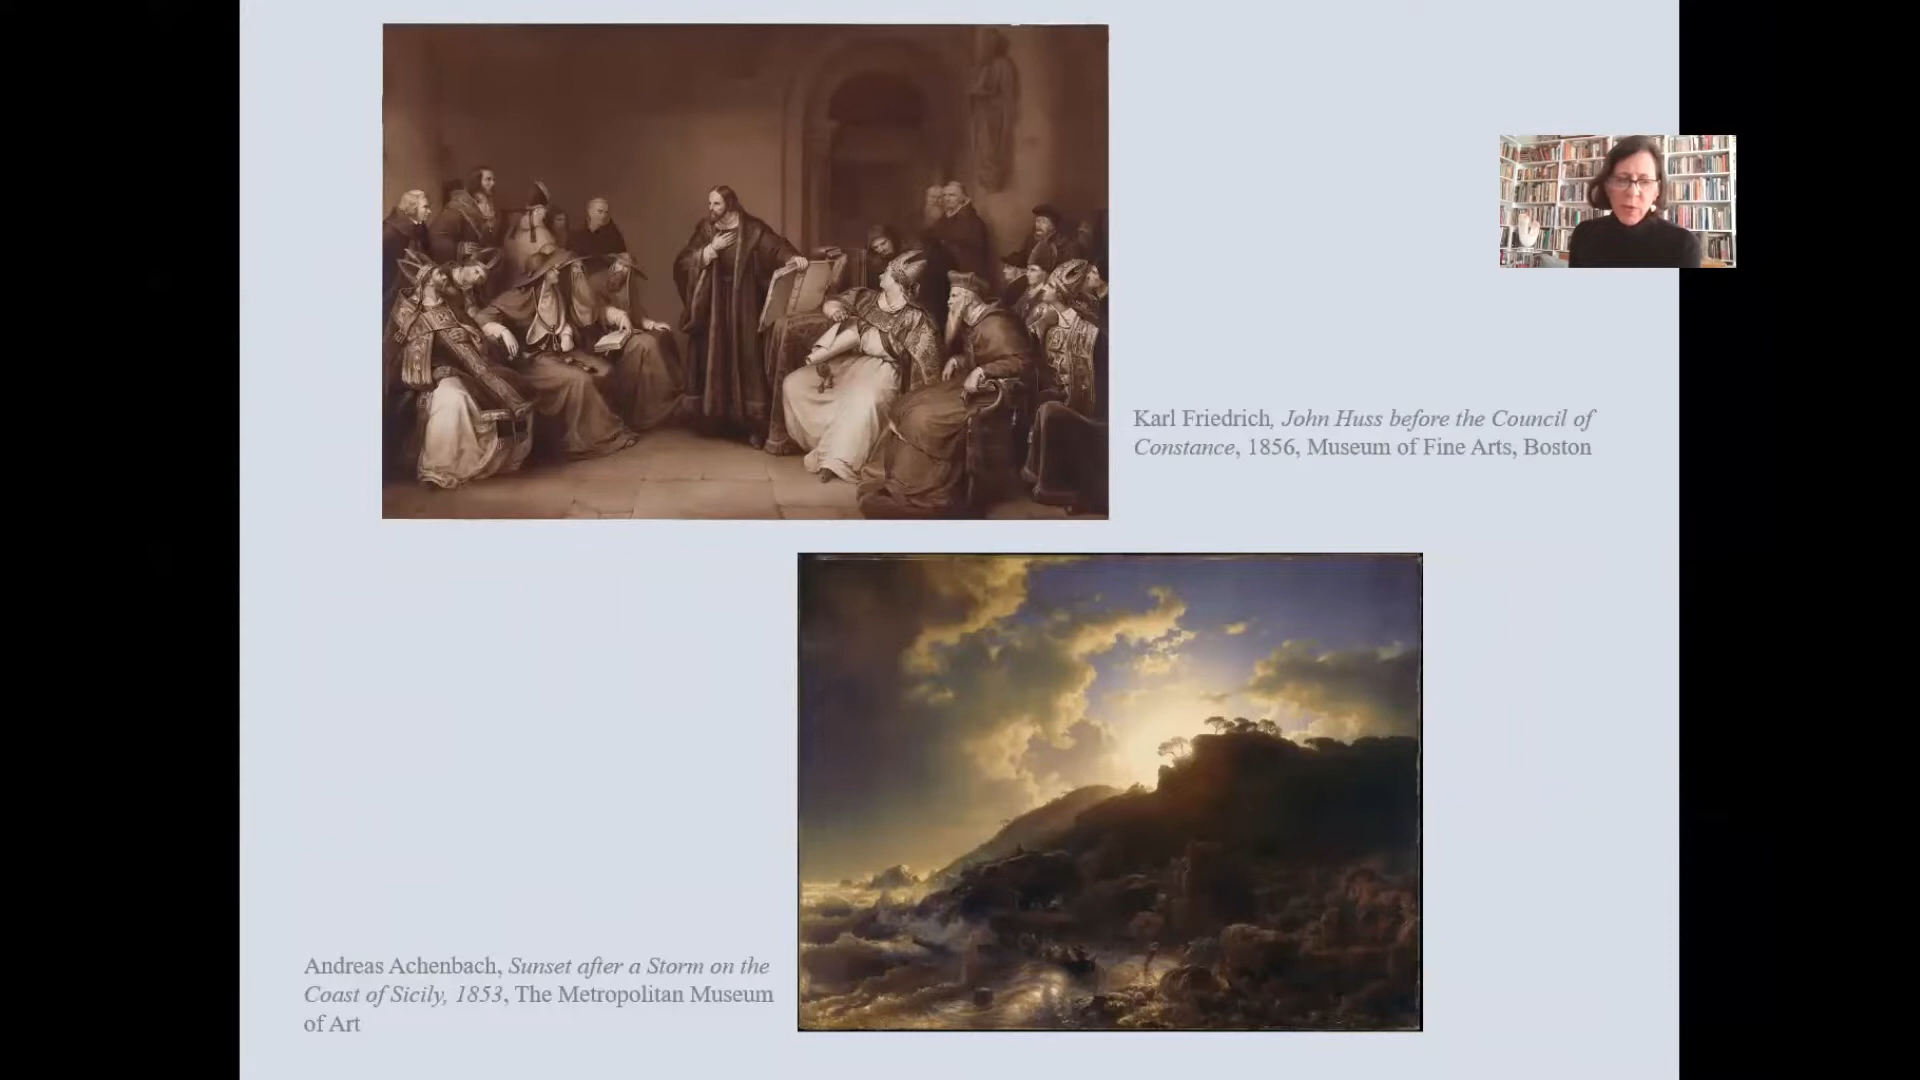 Karl Friedrich, John Huss before the Council of
Constance, 1856, Museum of Fine Arts, Boston
Andreas Achenbach, Sunset after a Storm on the
Coast of Sicily, 1853, The Metropolitan Museum
of Art